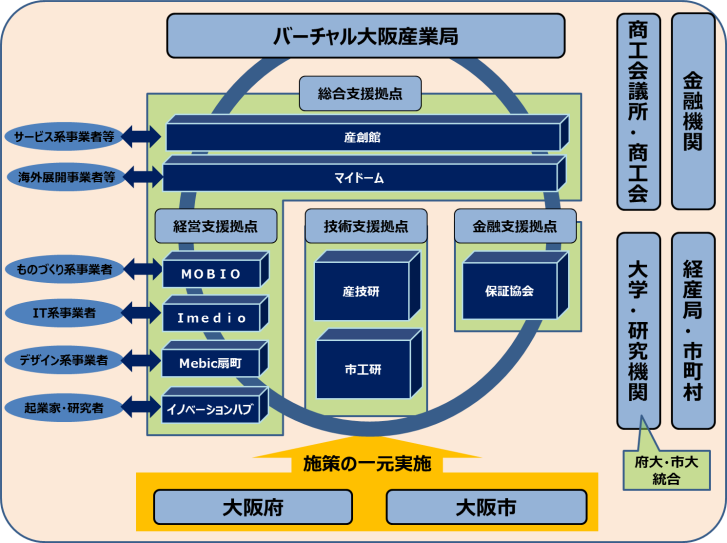 バーチャル大阪産業局
総合支援拠点
サービス系事業者等
産創館
海外展開事業者等
マイドーム
経営支援拠点
技術支援拠点
金融支援拠点
ものづくり系事業者
MOBIO
IT系事業者
Imedio
デザイン系事業者
Mebic扇町
起業家・研究者
イノベーションハブ
産技研
市工研
保証協会
商工会議所・商工会
金融機関
大学・研究機関
経産局・市町村
府大・市大
統合
施策の一元実施
大阪府
大阪市